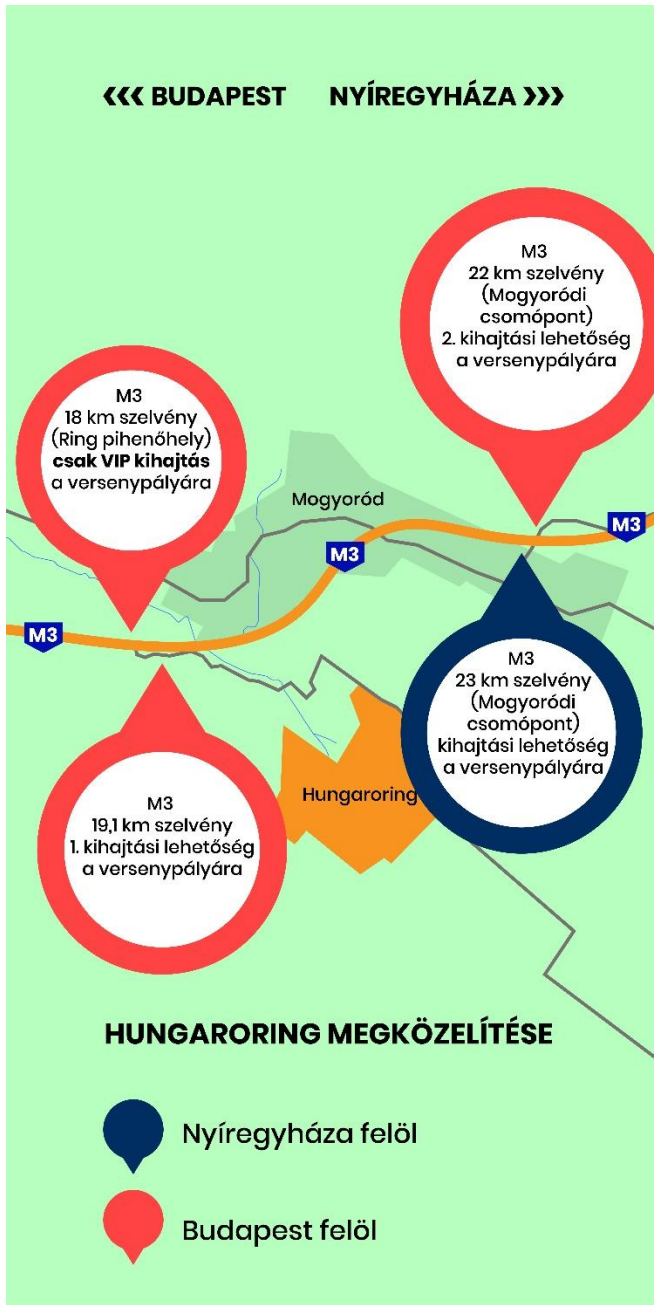 ««« BUDAPEST NYÍREGYHÁZA »»»
M3
22 km szelvény
(Mogyoródi
csomópont)
2. kihajtási lehetőség
a versenypályára
M3
18 km szelvény
(Ring pihenőhely)
csak VIP kihajtás
a versenypályára
Mogyoród
M3
M3
M3
M3
23 km szelvény
(Mogyoródi
csomópont)
kihajtási lehetőség
a versenypályára
Hungaroring
M3
19,1 km szelvény
1. kihajtási lehetőség
a versenypályára
HUNGARORING MEGKÖZELÍTÉSE
Nyíregyháza felöl
Budapest felöl